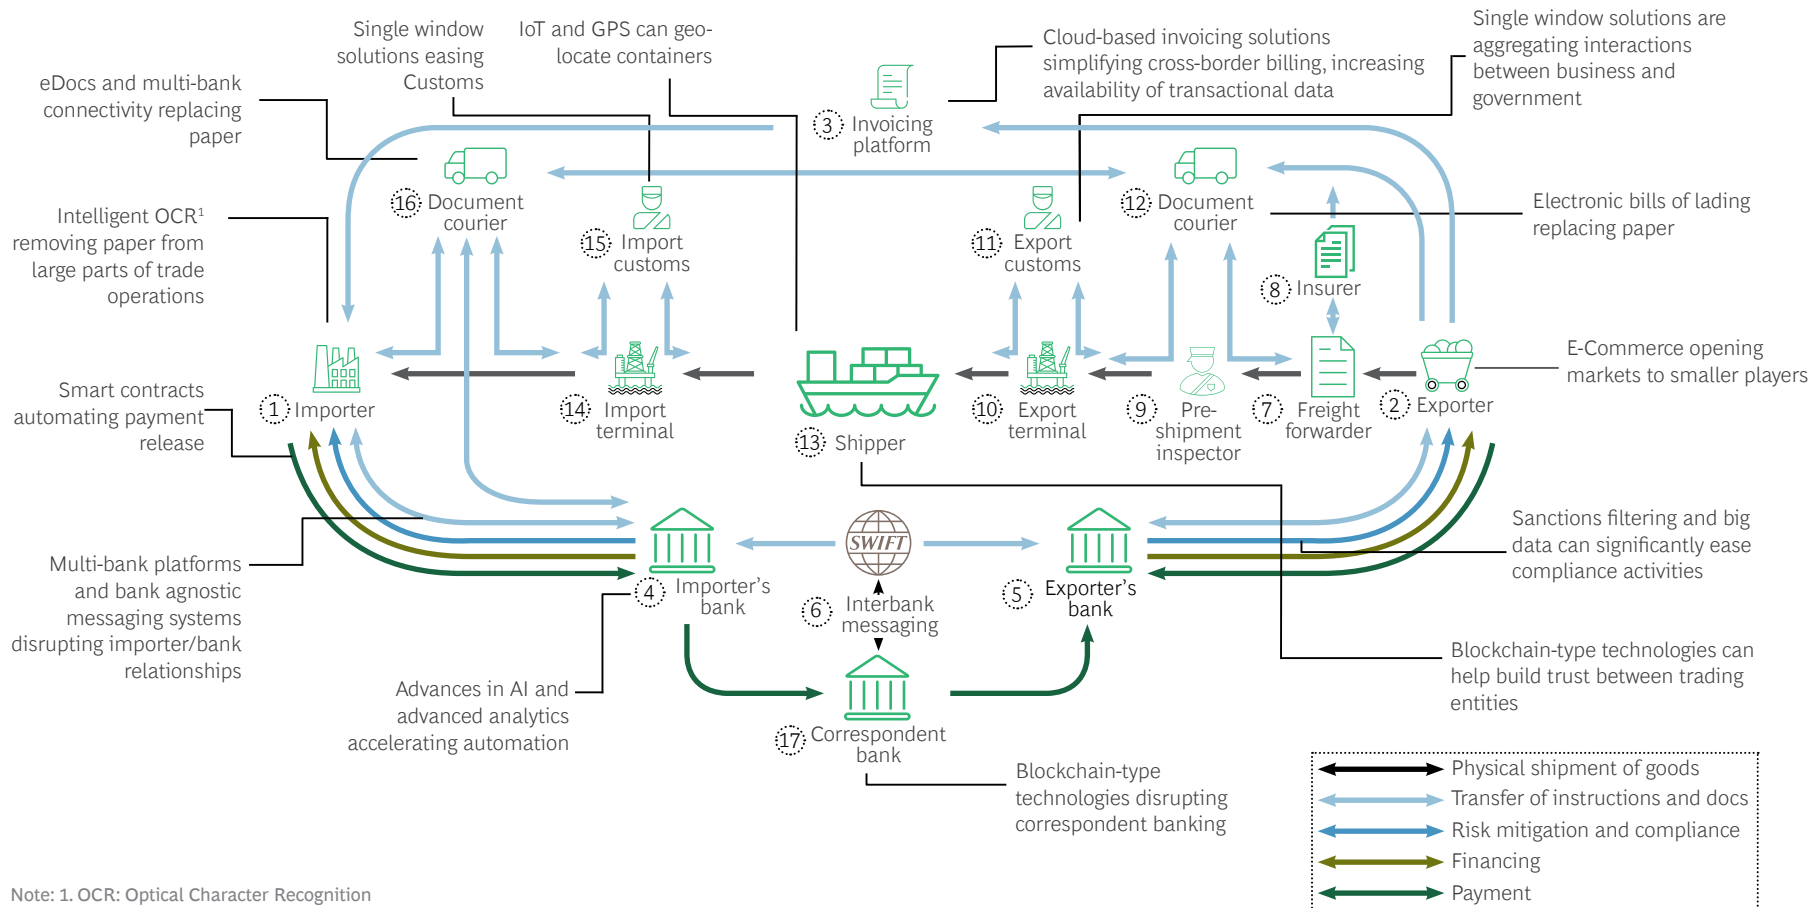 Single window
solutions easing
Customs
IoT and GPS can geo-
locate containers
Cloud-based invoicing solutions
simplifying cross-border billing, increasing
availability of transactional data
Single window solutions are
aggregating interactions
between business and
government
eDocs and multi-bank
connectivity replacing
paper
3 Invoicing
platform
16 Document
courier
15 Import
customs
11 Export
customs
12 Document
courier
8 Insurer
Electronic bills of lading
replacing paper
Intelligent OCR1
removing paper from
large parts of trade
operations
E-Commerce opening
markets to smaller players
Smart contracts
automating payment
release
1 Importer
14 Import
terminal
13 Shipper
10 Export
terminal
9 Pre-
shipment
inspector
7 Freight
forwarder
2 Exporter
Multi-bank platforms
and bank agnostic
messaging systems
disrupting importer/bank
relationships
SWIFT
4 Importer's
bank
6 Interbank
messaging
5 Exporter's
bank
Sanctions filtering and big
data can significantly ease
compliance activities
Advances in AI and
advanced analytics
accelerating automation
17 Correspondent
bank
Blockchain-type technologies can
help build trust between trading
entities
Blockchain-type
technologies disrupting
correspondent banking
Physical shipment of goods
Transfer of instructions and docs
Risk mitigation and compliance
Financing
Payment
Note: 1. OCR: Optical Character Recognition